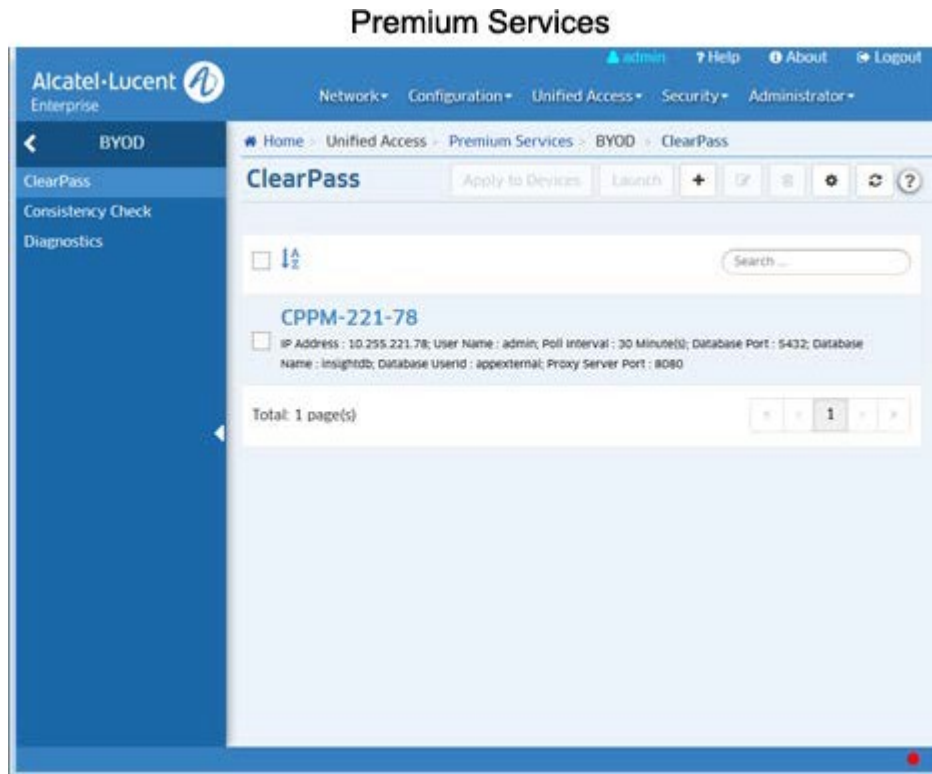 Premium Services
admin ? Help About Logout
Alcatel·Lucent
Enterprise
Network Configuration Unified Access Security Administrator
BYOD
Home > Unified Access > Premium Services > BYOD > ClearPass
ClearPass
Consistency Check
Diagnostics
ClearPass Apply to Devices Launch + ?
Search ...
CPPM-221-78
IP Address : 10.255.221.78; User Name : admin; Poll Interval : 30 Minute(s); Database Port : 5432; Database
Name : insightdb; Database UserId : appexternal; Proxy Server Port : 8080
Total: 1 page(s) « ‹ 1 › »